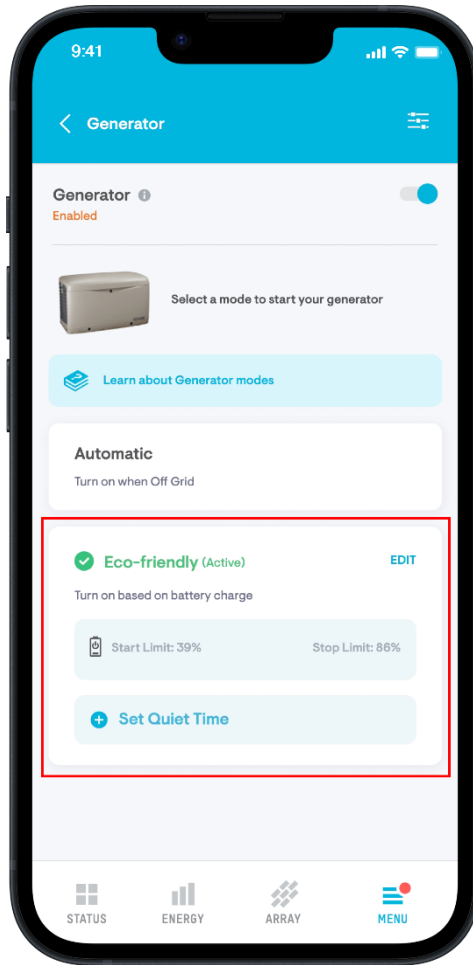 9:41
Generator
Generator
Enabled
Select a mode to start your generator
Learn about Generator modes
Automatic
Turn on when Off Grid
Eco-friendly (Active) EDIT
Turn on based on battery charge
Start Limit: 39% Stop Limit: 86%
Set Quiet Time
STATUS ENERGY ARRAY MENU